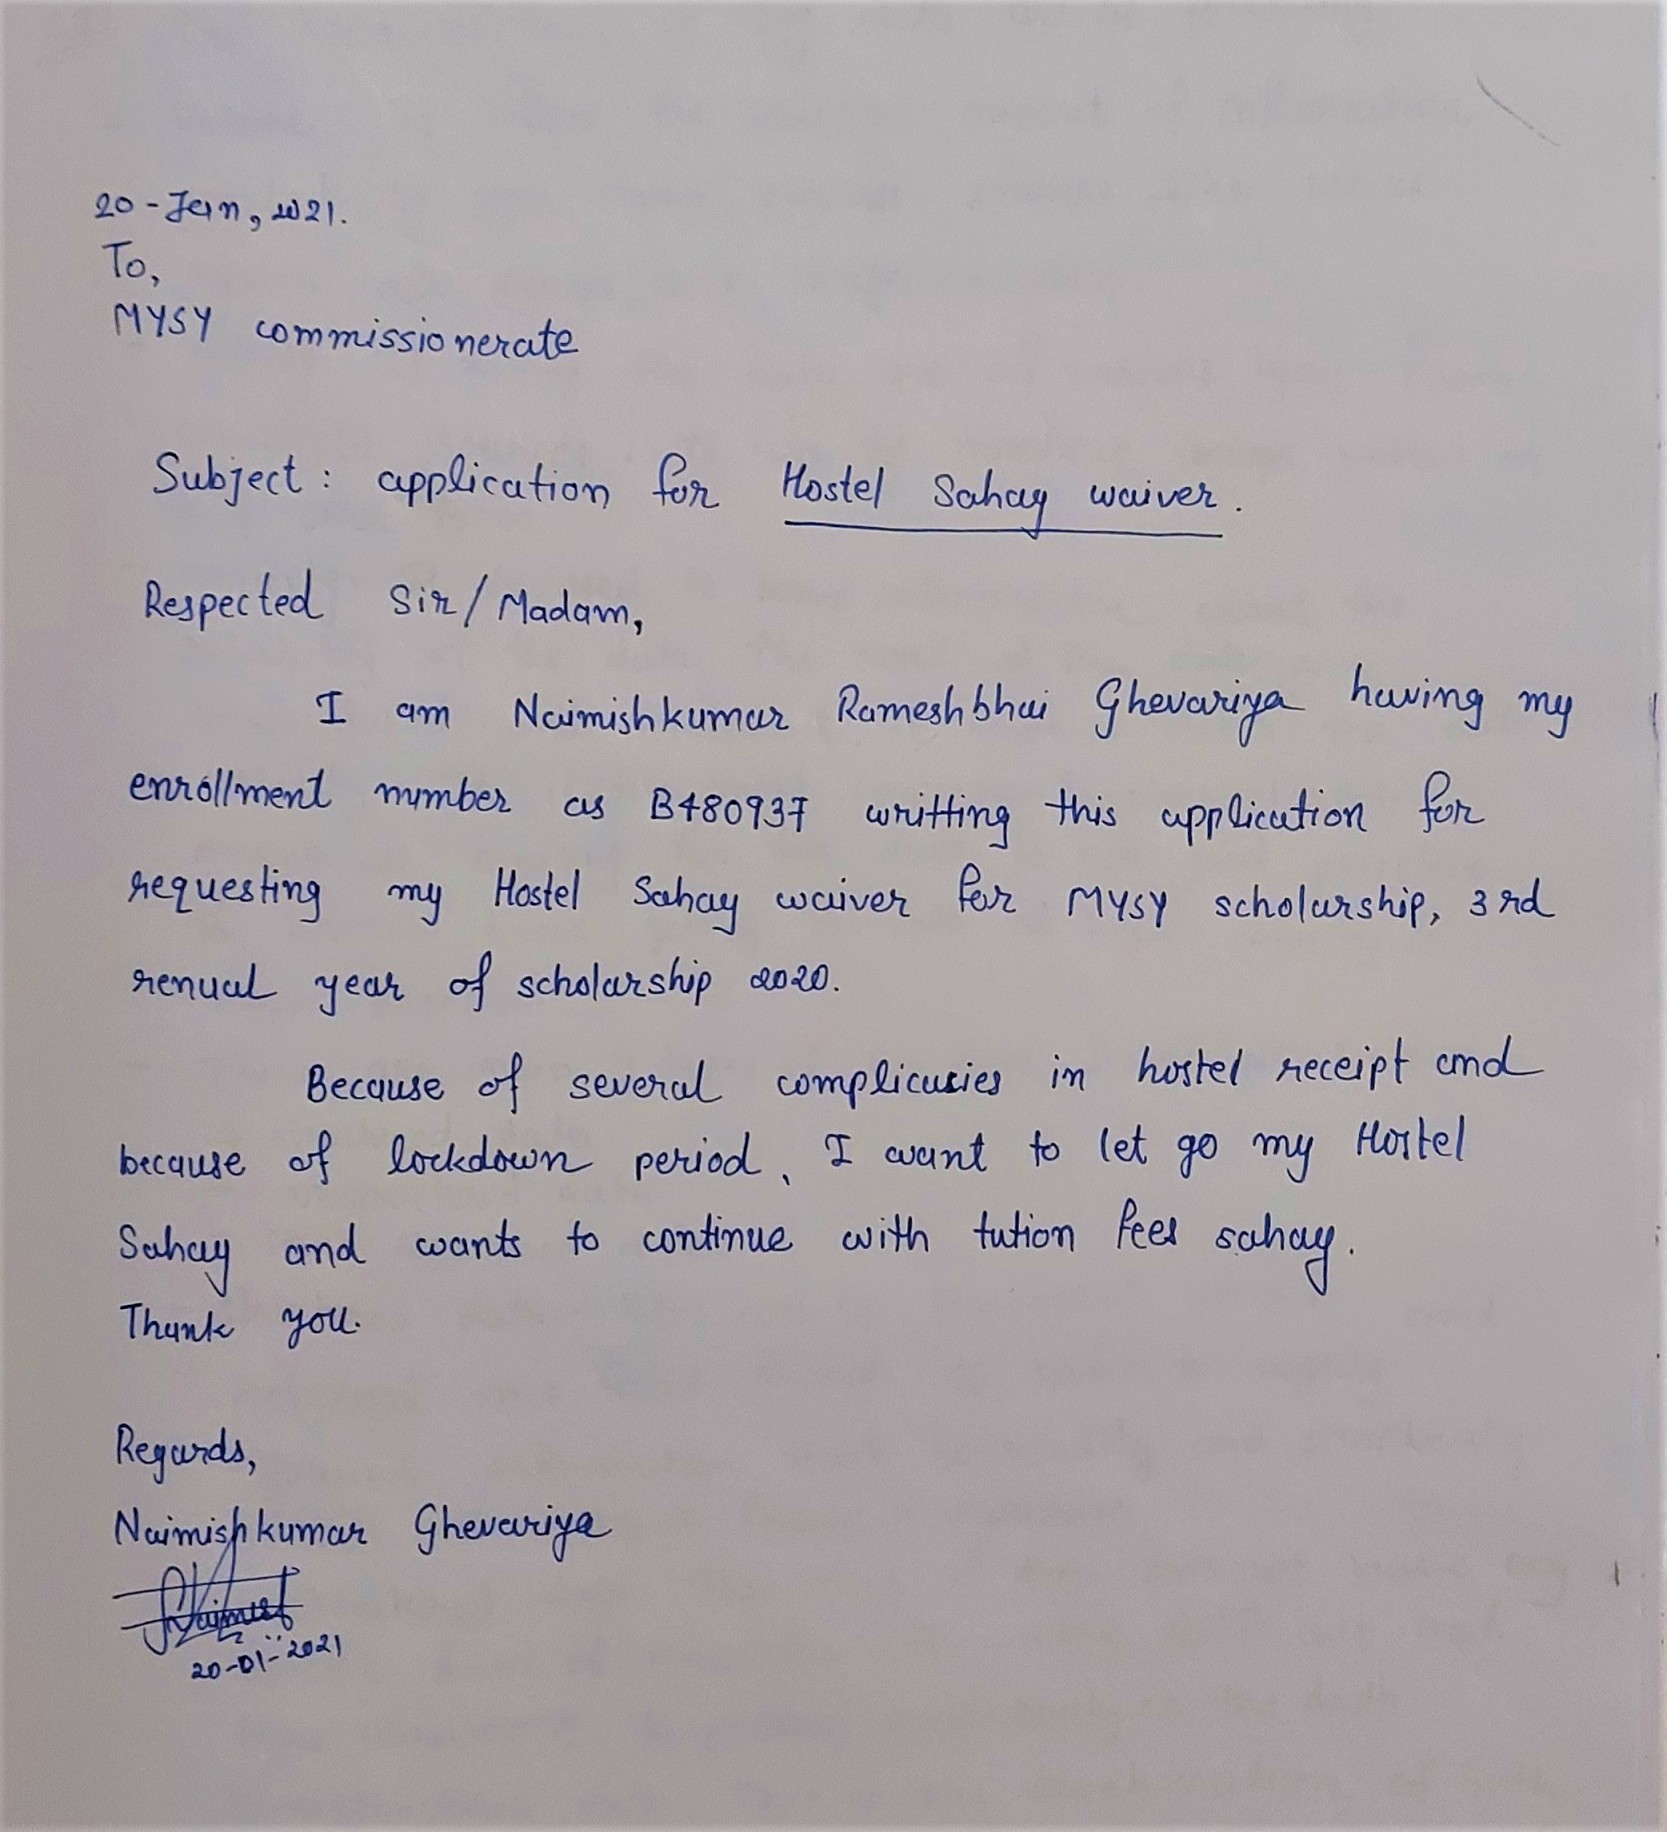 20-Jan, 2021.
To,
MYSY commissionerate
Subject : application for Hostel Sahay waiver.
Respected Sir/Madam,
I am Naimishkumar Rameshbhai Ghevariya having my
enrollment number as B480937 writting this application for
requesting my Hostel Sahay waiver for MYSY scholarship, 3rd
renual year of scholarship 2020.
Because of several complicasies in hostel receipt and
because of lockdown period, I want to let go my Hostel
Sahay and wants to continue with tution fees sahay.
Thank you.
Regards,
Naimishkumar Ghevariya
20-01-2021